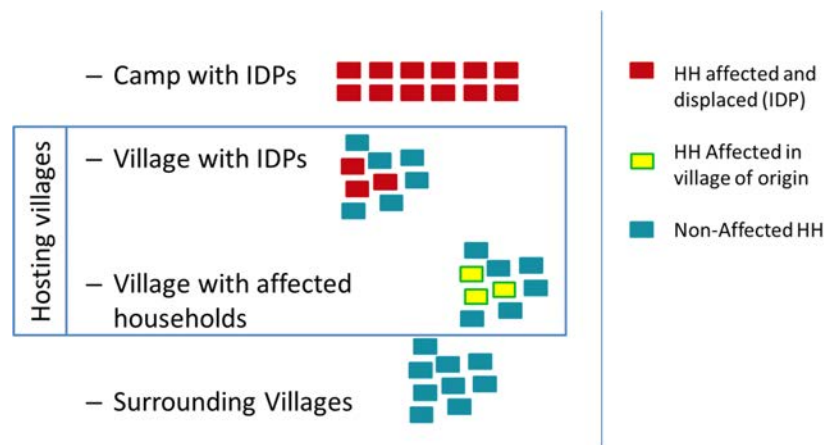 – Camp with IDPs
Hosting villages
– Village with IDPs
– Village with affected
households
– Surrounding Villages
HH affected and
displaced (IDP)
HH Affected in
village of origin
Non-Affected HH